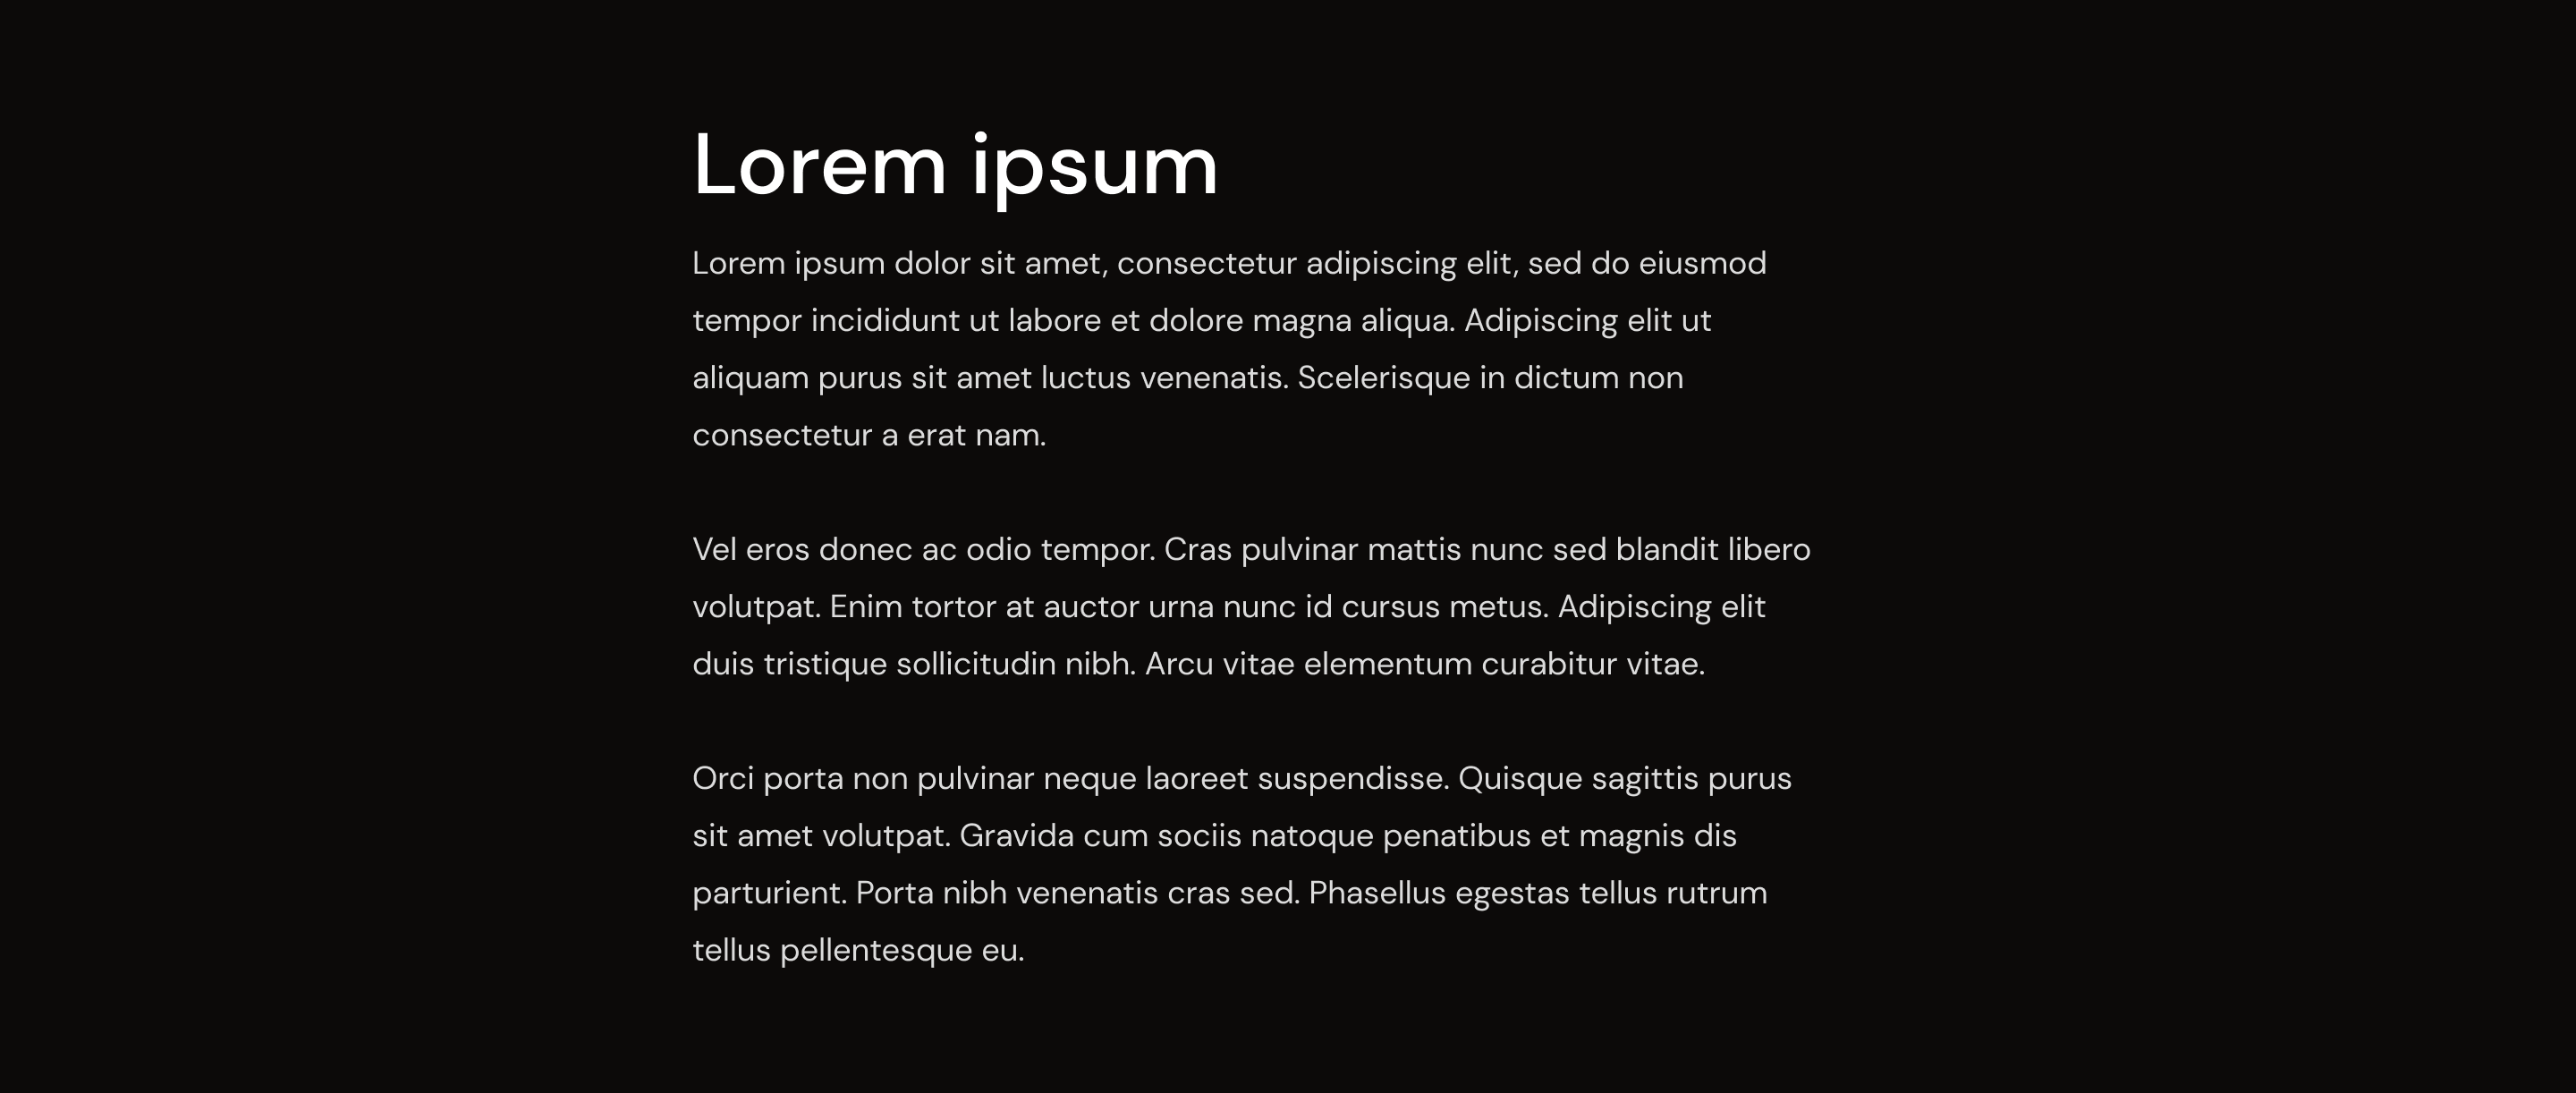 Lorem ipsum
Lorem ipsum dolor sit amet, consectetur adipiscing elit, sed do eiusmod
tempor incididunt ut labore et dolore magna aliqua. Adipiscing elit ut
aliquam purus sit amet luctus venenatis. Scelerisque in dictum non
consectetur a erat nam.
Vel eros donec ac odio tempor. Cras pulvinar mattis nunc sed blandit libero
volutpat. Enim tortor at auctor urna nunc id cursus metus. Adipiscing elit
duis tristique sollicitudin nibh. Arcu vitae elementum curabitur vitae.
Orci porta non pulvinar neque laoreet suspendisse. Quisque sagittis purus
sit amet volutpat. Gravida cum sociis natoque penatibus et magnis dis
parturient. Porta nibh venenatis cras sed. Phasellus egestas tellus rutrum
tellus pellentesque eu.